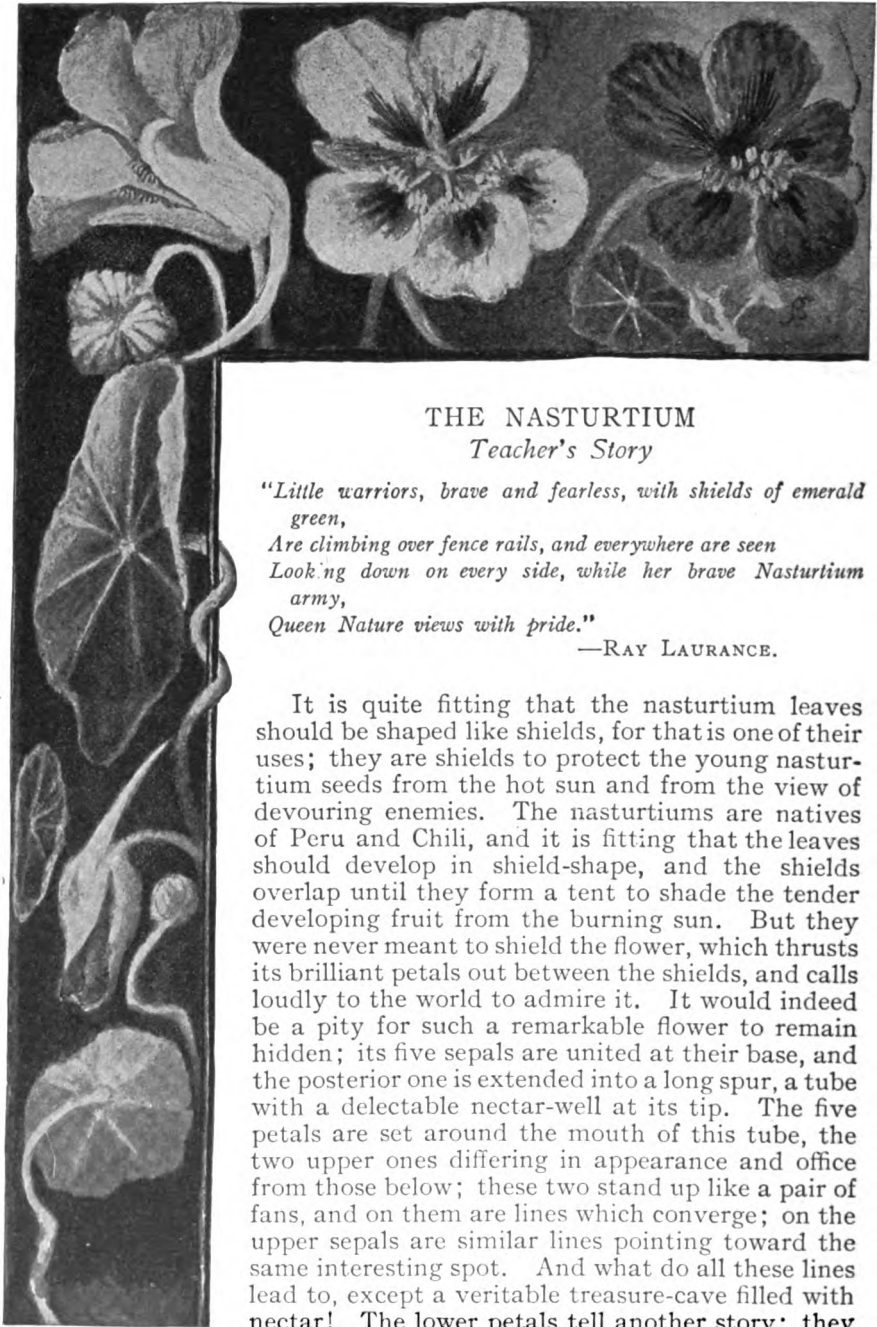 THE NASTURTIUM
Teacher's Story
"Little warriors, brave and fearless, with shields of emerald
green,
Are climbing over fence rails, and everywhere are seen
Looking down on every side, while her brave Nasturtium
army,
Queen Nature views with pride."
—RAY LAURANCE.
It is quite fitting that the nasturtium leaves
should be shaped like shields, for that is one of their
uses; they are shields to protect the young nastur-
tium seeds from the hot sun and from the view of
devouring enemies. The nasturtiums are natives
of Peru and Chili, and it is fitting that the leaves
should develop in shield-shape, and the shields
overlap until they form a tent to shade the tender
developing fruit from the burning sun. But they
were never meant to shield the flower, which thrusts
its brilliant petals out between the shields, and calls
loudly to the world to admire it. It would indeed
be a pity for such a remarkable flower to remain
hidden; its five sepals are united at their base, and
the posterior one is extended into a long spur, a tube
with a delectable nectar-well at its tip. The five
petals are set around the mouth of this tube, the
two upper ones differing in appearance and office
from those below; these two stand up like a pair of
fans, and on them are lines which converge; on the
upper sepals are similar lines pointing toward the
same interesting spot. And what do all these lines
lead to, except a veritable treasure-cave filled with
nectar! The lower petals tell another story; they